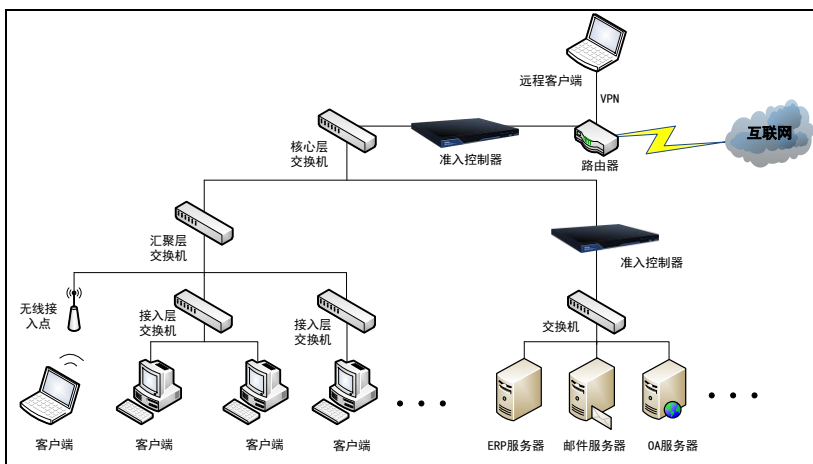 远程客户端
VPN
互联网
核心层
交换机
准入控制器
路由器
汇聚层
交换机
准入控制器
无线接
入点
接入层
交换机
接入层
交换机
交换机
客户端
客户端
客户端
客户端
ERP服务器
邮件服务器
OA服务器